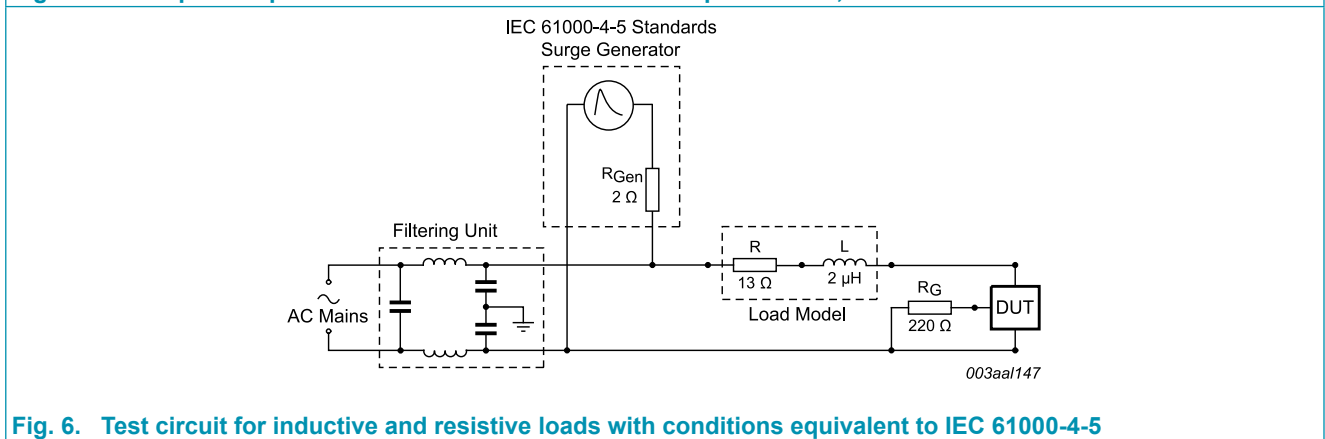 IEC 61000-4-5 Standards
Surge Generator
RGen
2 Ω
Filtering Unit
AC Mains
R
13 Ω
L
2 µH
Load Model
RG
220 Ω
DUT
003aal147
Fig. 6. Test circuit for inductive and resistive loads with conditions equivalent to IEC 61000-4-5